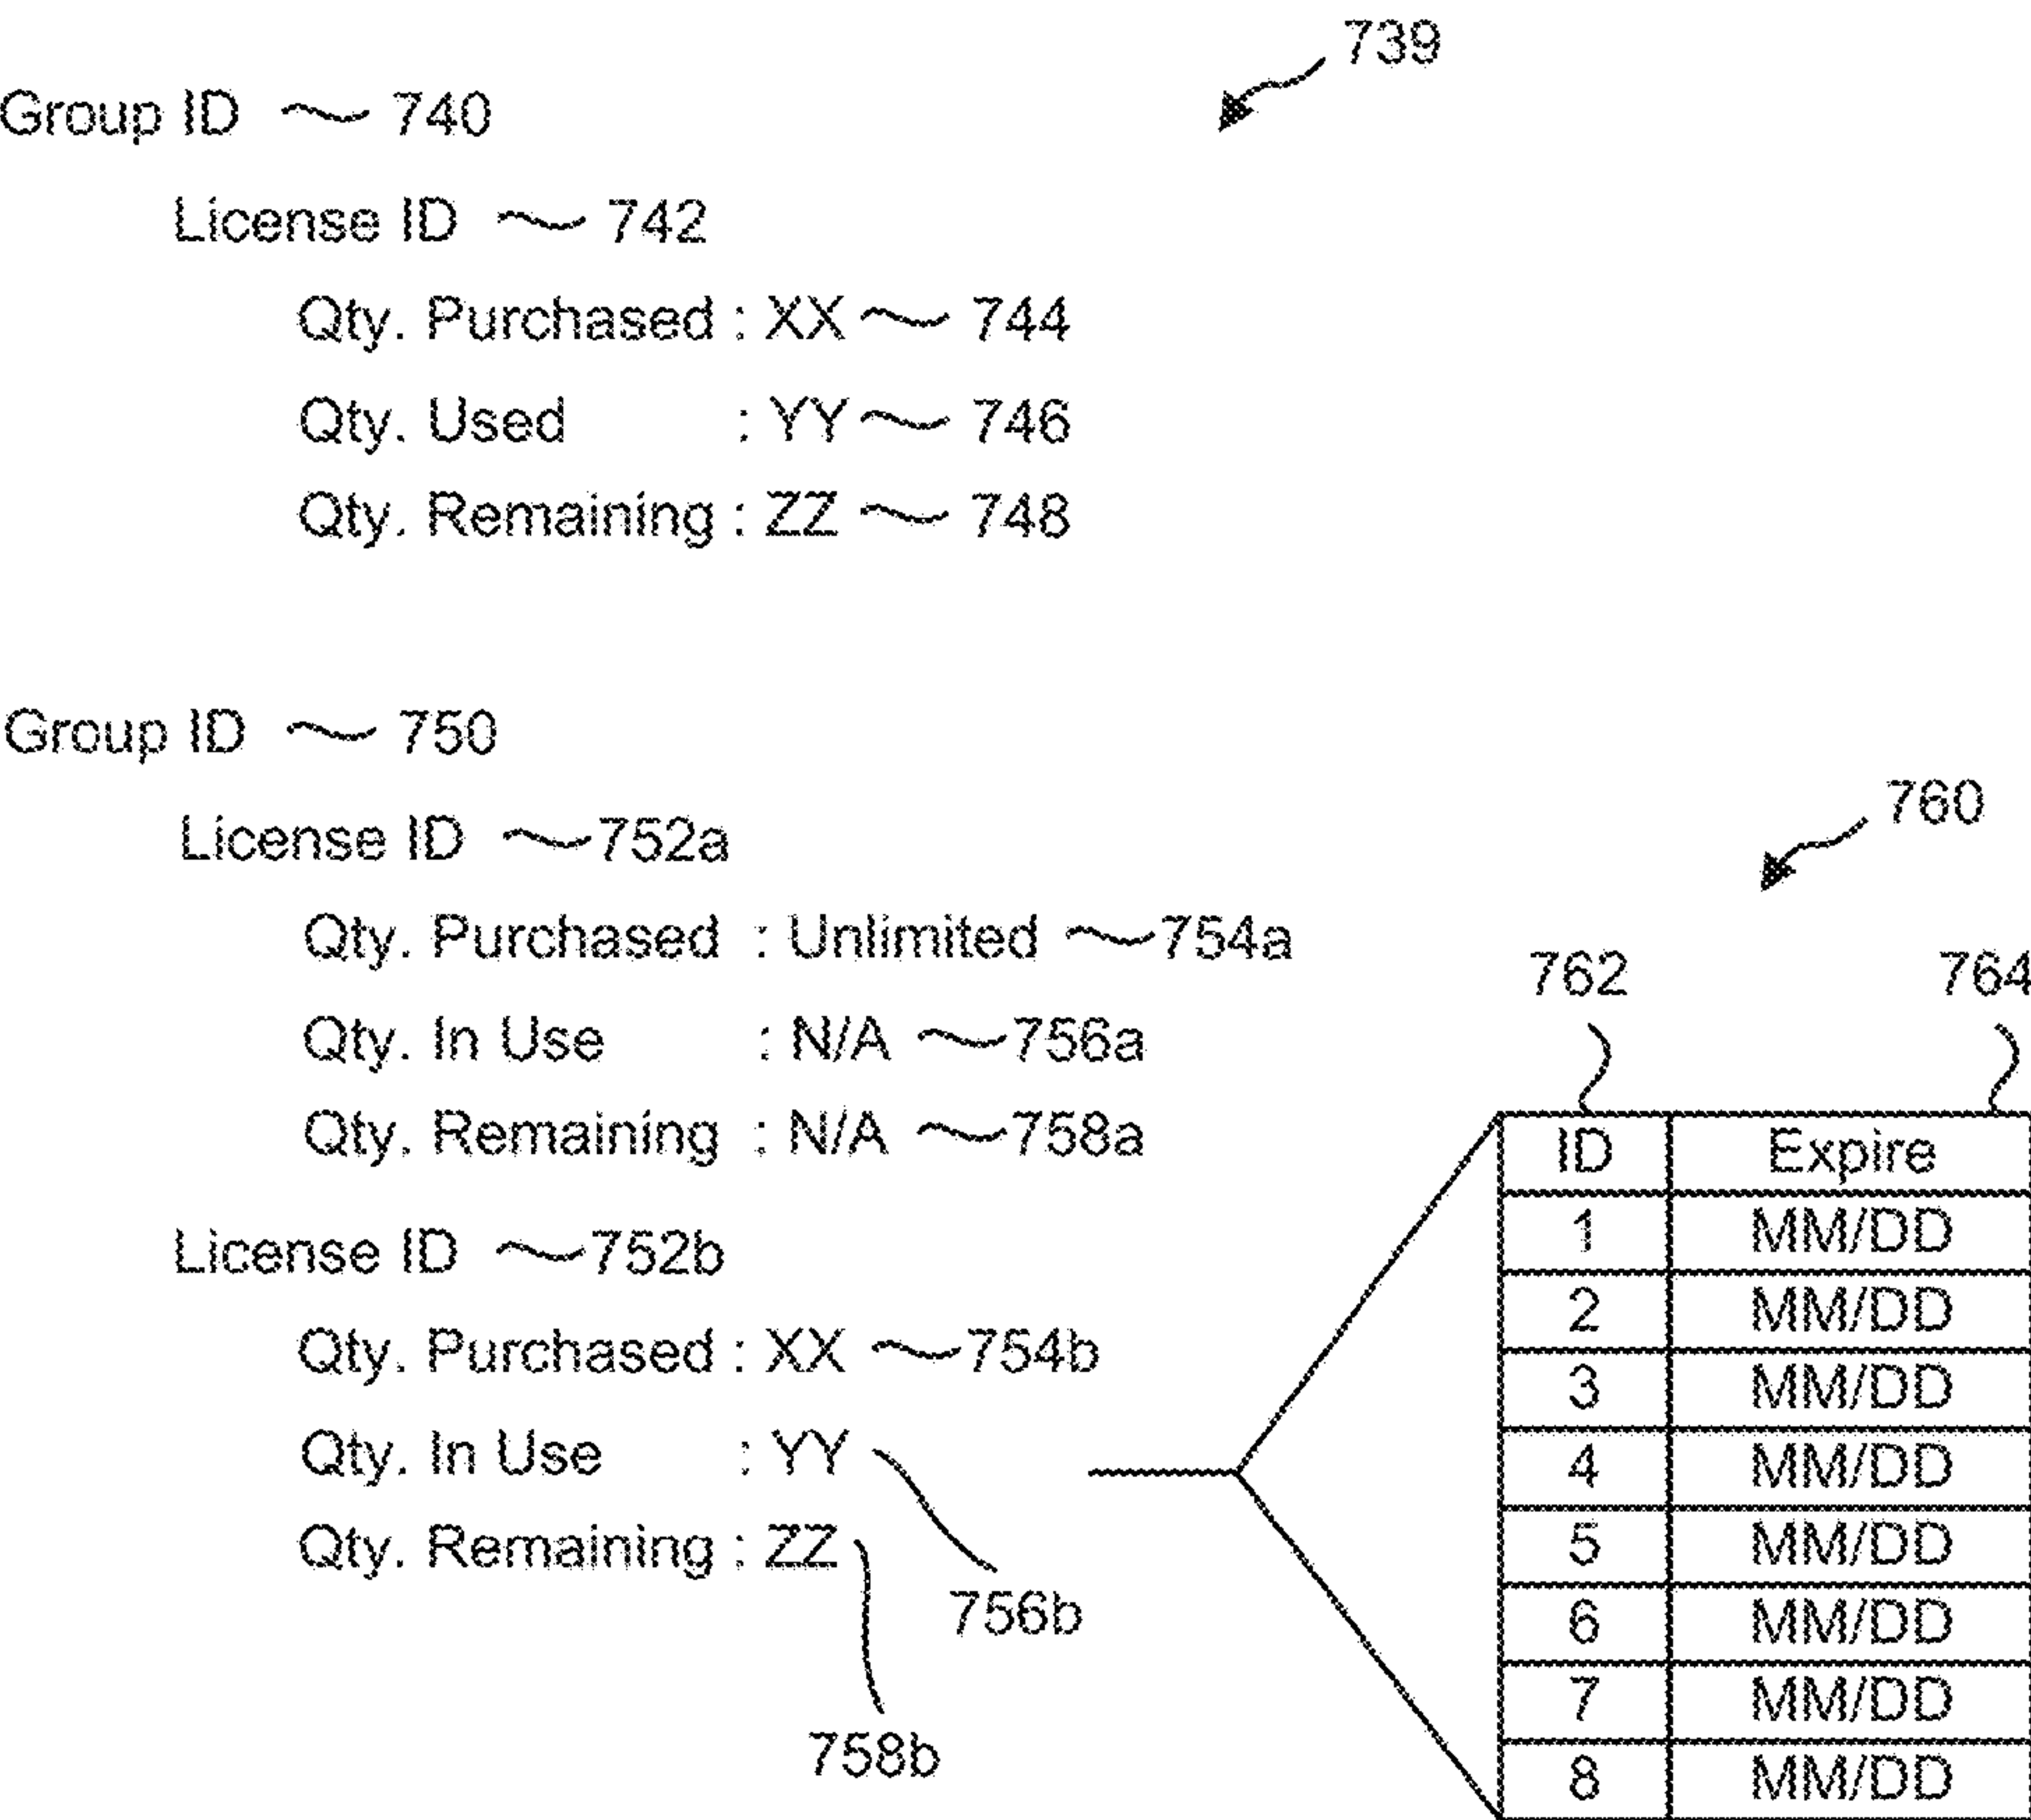 739
Group ID 740
License ID 742
Qty. Purchased : XX 744
Qty. Used : YY 746
Qty. Remaining : ZZ 748
Group ID 750
760
License ID 752a
Qty. Purchased : Unlimited 754a
762 764
Qty. In Use : N/A 756a
Qty. Remaining : N/A 758a
License ID 752b
Qty. Purchased : XX 754b
Qty. In Use : YY
Qty. Remaining : ZZ
756b
758b
ID Expire
1 MM/DD
2 MM/DD
3 MM/DD
4 MM/DD
5 MM/DD
6 MM/DD
7 MM/DD
8 MM/DD